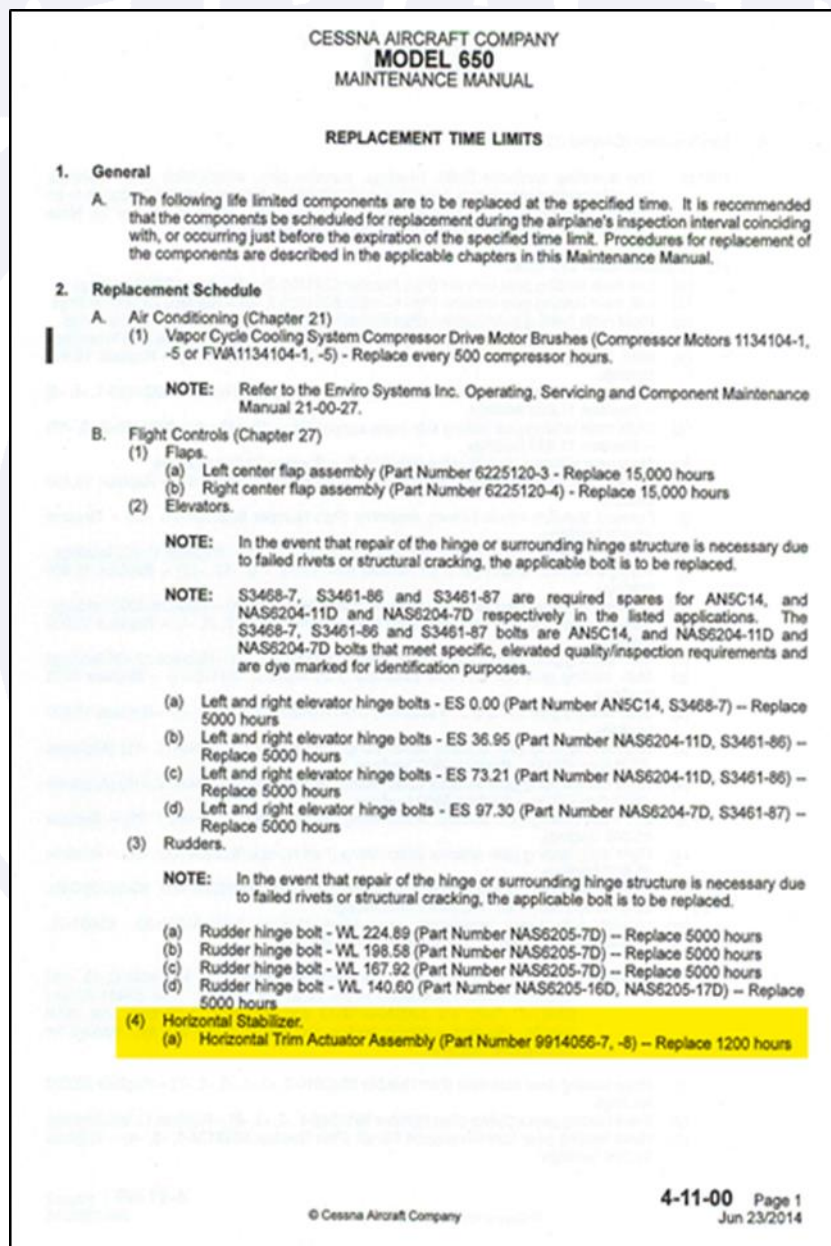 CESSNA AIRCRAFT COMPANY
MODEL 650
MAINTENANCE MANUAL
REPLACEMENT TIME LIMITS
1. General
A. The following life limited components are to be replaced at the specified time. It is recommended
that the components be scheduled for replacement during the airplane's inspection interval coinciding
with, or occurring just before the expiration of the specified time limit. Procedures for replacement of
the components are described in the applicable chapters in this Maintenance Manual.
2. Replacement Schedule
A. Air Conditioning (Chapter 21)
(1) Vapor Cycle Cooling System Compressor Drive Motor Brushes (Compressor Motors 1134104-1,
-5 or FWA1134104-1, -5) - Replace every 500 compressor hours.
NOTE: Refer to the Enviro Systems Inc. Operating, Servicing and Component Maintenance
Manual 21-00-27.
B. Flight Controls (Chapter 27)
(1) Flaps.
(a) Left center flap assembly (Part Number 6225120-3 - Replace 15,000 hours
(b) Right center flap assembly (Part Number 6225120-4) - Replace 15,000 hours
(2) Elevators.
NOTE: In the event that repair of the hinge or surrounding hinge structure is necessary due
to failed rivets or structural cracking, the applicable bolt is to be replaced.
NOTE: S3468-7, S3461-86 and S3461-87 are required spares for AN5C14, and
NAS6204-11D and NAS6204-7D respectively in the listed applications. The
S3468-7, S3461-86 and S3461-87 bolts are AN5C14, and NAS6204-11D and
NAS6204-7D bolts that meet specific, elevated quality/inspection requirements and
are dye marked for identification purposes.
(a) Left and right elevator hinge bolts - ES 0.00 (Part Number AN5C14, S3468-7) -- Replace
5000 hours
(b) Left and right elevator hinge bolts - ES 36.95 (Part Number NAS6204-11D, S3461-86) --
Replace 5000 hours
(c) Left and right elevator hinge bolts - ES 73.21 (Part Number NAS6204-11D, S3461-86) --
Replace 5000 hours
(d) Left and right elevator hinge bolts - ES 97.30 (Part Number NAS6204-7D, S3461-87) --
Replace 5000 hours
(3) Rudders.
NOTE: In the event that repair of the hinge or surrounding hinge structure is necessary due
to failed rivets or structural cracking, the applicable bolt is to be replaced.
(a) Rudder hinge bolt - WL 224.89 (Part Number NAS6205-7D) -- Replace 5000 hours
(b) Rudder hinge bolt - WL 198.58 (Part Number NAS6205-7D) -- Replace 5000 hours
(c) Rudder hinge bolt - WL 167.92 (Part Number NAS6205-7D) -- Replace 5000 hours
(d) Rudder hinge bolt - WL 140.60 (Part Number NAS6205-16D, NAS6205-17D) -- Replace
5000 hours
(4) Horizontal Stabilizer.
(a) Horizontal Trim Actuator Assembly (Part Number 9914056-7, -8) -- Replace 1200 hours
4-11-00 Page 1
© Cessna Aircraft Company Jun 23/2014